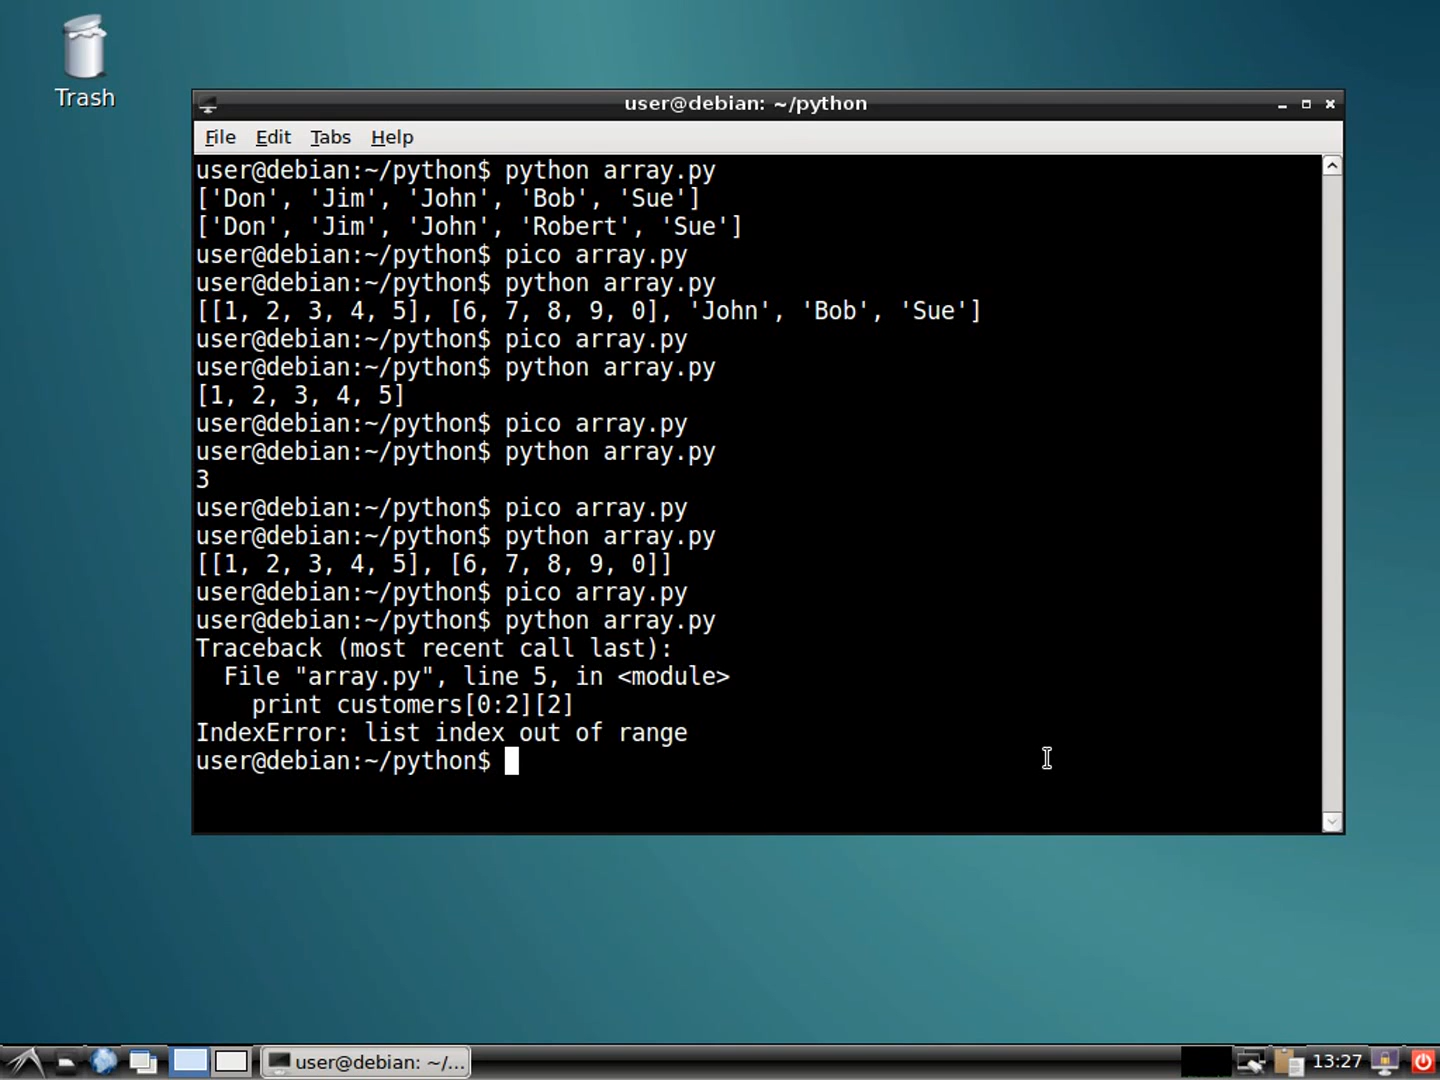 Trash
user@debian: ~/python
File Edit Tabs Help
user@debian:~/python$ python array.py
['Don', 'Jim', 'John', 'Bob', 'Sue']
['Don', 'Jim', 'John', 'Robert', 'Sue']
user@debian:~/python$ pico array.py
user@debian:~/python$ python array.py
[[1, 2, 3, 4, 5], [6, 7, 8, 9, 0], 'John', 'Bob', 'Sue']
user@debian:~/python$ pico array.py
user@debian:~/python$ python array.py
[1, 2, 3, 4, 5]
user@debian:~/python$ pico array.py
user@debian:~/python$ python array.py
3
user@debian:~/python$ pico array.py
user@debian:~/python$ python array.py
[[1, 2, 3, 4, 5], [6, 7, 8, 9, 0]]
user@debian:~/python$ pico array.py
user@debian:~/python$ python array.py
Traceback (most recent call last):
  File "array.py", line 5, in <module>
    print customers[0:2][2]
IndexError: list index out of range
user@debian:~/python$
user@debian: ~/...
13:27